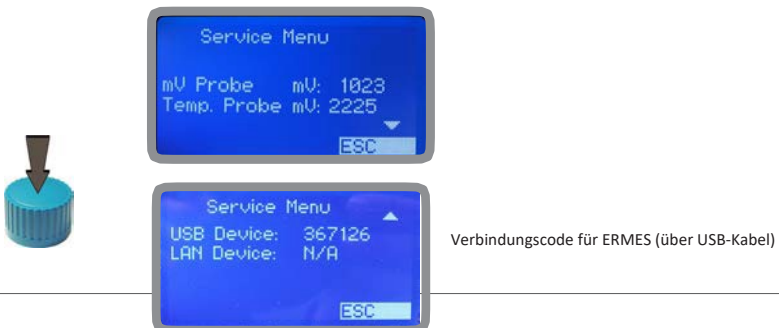 Service Menu
mV Probe mV: 1023
Temp. Probe mV: 2225
ESC
Service Menu
USB Device: 367126
LAN Device: N/A
ESC
Verbindungscode für ERMES (über USB-Kabel)